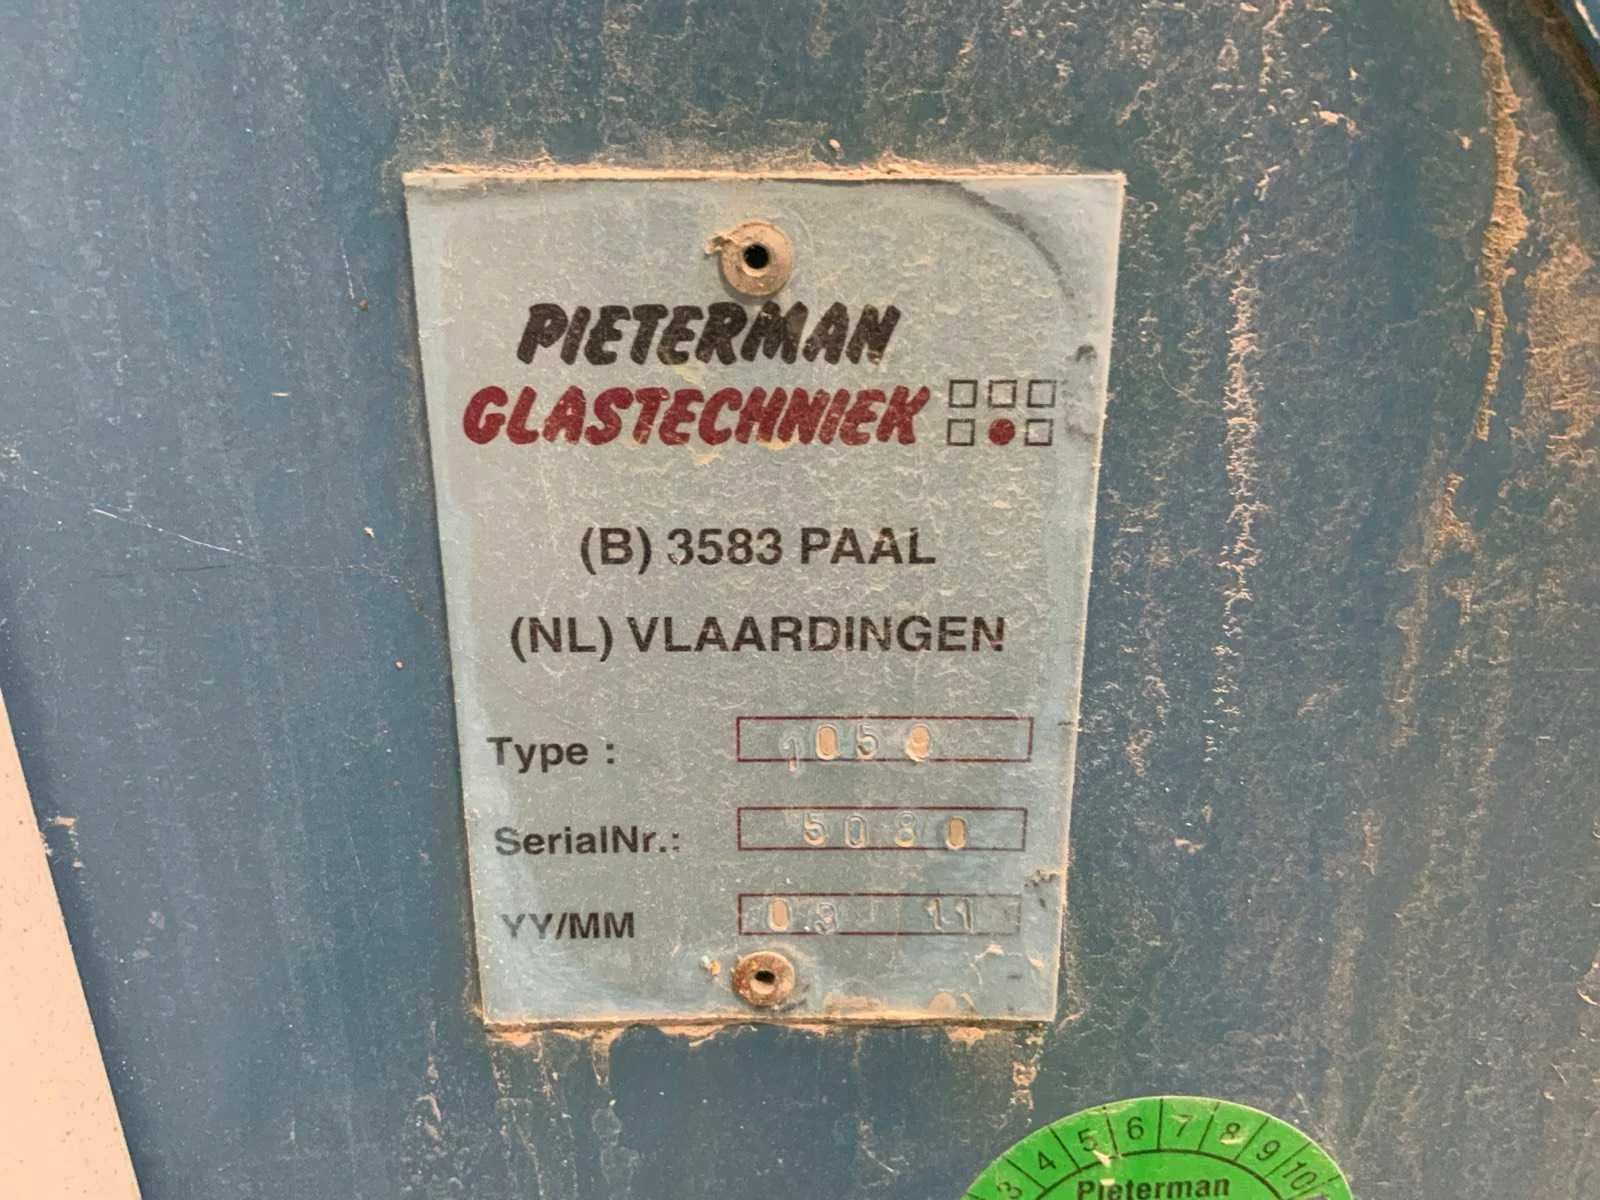 PIETERMAN
GLASTECHNIEK
(B) 3583 PAAL
(NL) VLAARDINGEN
Type : 1050
SerialNr.: 5080
YY/MM 09 11
3 4 5 6 7 8 9 10
Pieterman